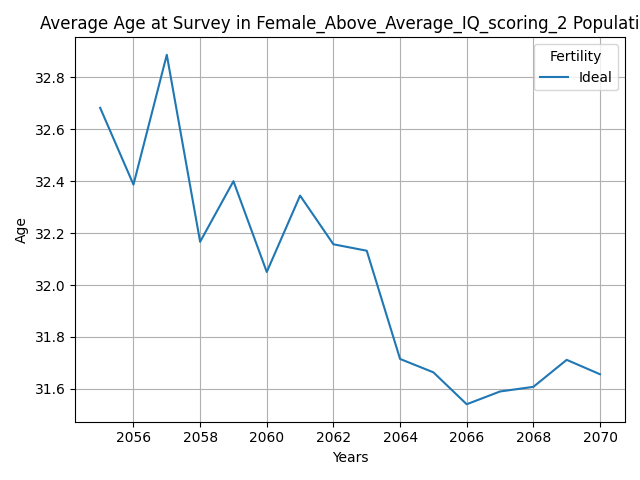 Average Age at Survey in Female_Above_Average_IQ_scoring_2 Populati
Fertility
Ideal
32.8
32.6
32.4
32.2
32.0
31.8
31.6
Age
2056 2058 2060 2062 2064 2066 2068 2070
Years